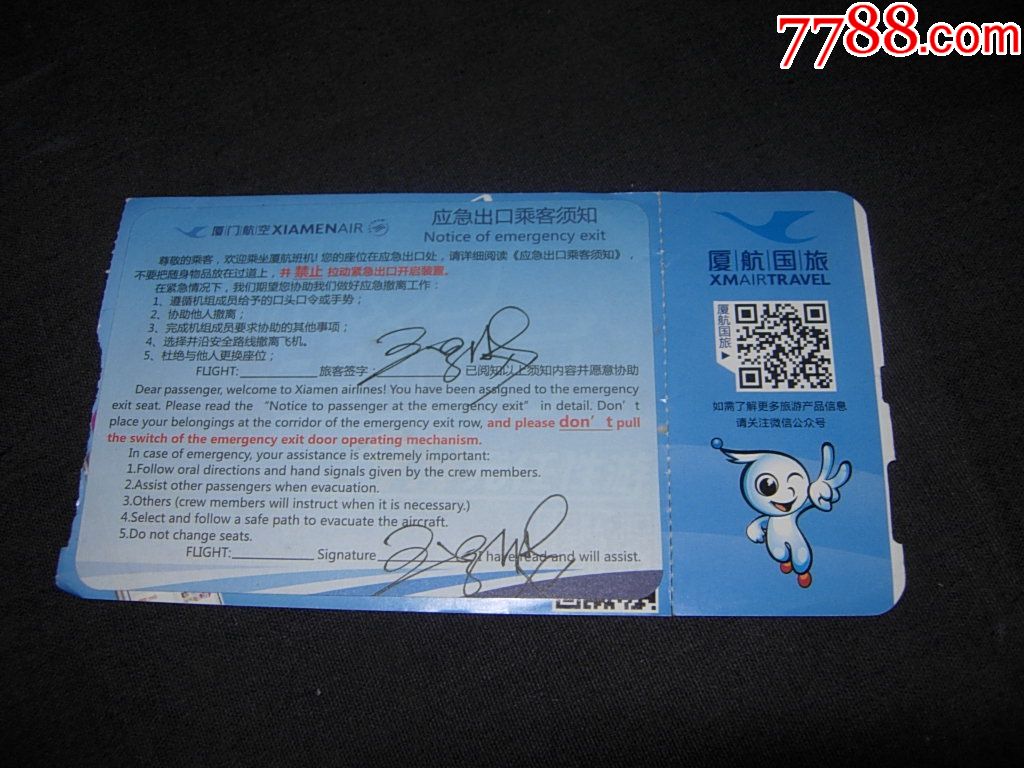 7788.com
厦门航空 XIAMENAIR
应急出口乘客须知
Notice of emergency exit
尊敬的乘客，欢迎乘坐厦航班机! 您的座位在应急出口处，请详细阅读《应急出口乘客须知》，
不要把随身物品放在过道上，并 禁止 拉动紧急出口开启装置。
在紧急情况下，我们期望您协助我们做好应急撤离工作：
1、遵循机组成员给予的口头口令或手势；
2、协助他人撤离；
3、完成机组成员要求协助的其他事项；
4、选择并沿安全路线撤离飞机。
5、杜绝与他人更换座位；
FLIGHT: 旅客签字： 已阅知以上须知内容并愿意协助
Dear passenger, welcome to Xiamen airlines! You have been assigned to the emergency
exit seat. Please read the “Notice to passenger at the emergency exit” in detail. Don’t
place your belongings at the corridor of the emergency exit row, and please don’t pull
the switch of the emergency exit door operating mechanism.
In case of emergency, your assistance is extremely important:
1.Follow oral directions and hand signals given by the crew members.
2.Assist other passengers when evacuation.
3.Others (crew members will instruct when it is necessary.)
4.Select and follow a safe path to evacuate the aircraft.
5.Do not change seats.
FLIGHT: Signature I have read and will assist.
厦航国旅
XMAIRTRAVEL
厦航国旅
如需了解更多旅游产品信息
请关注微信公众号